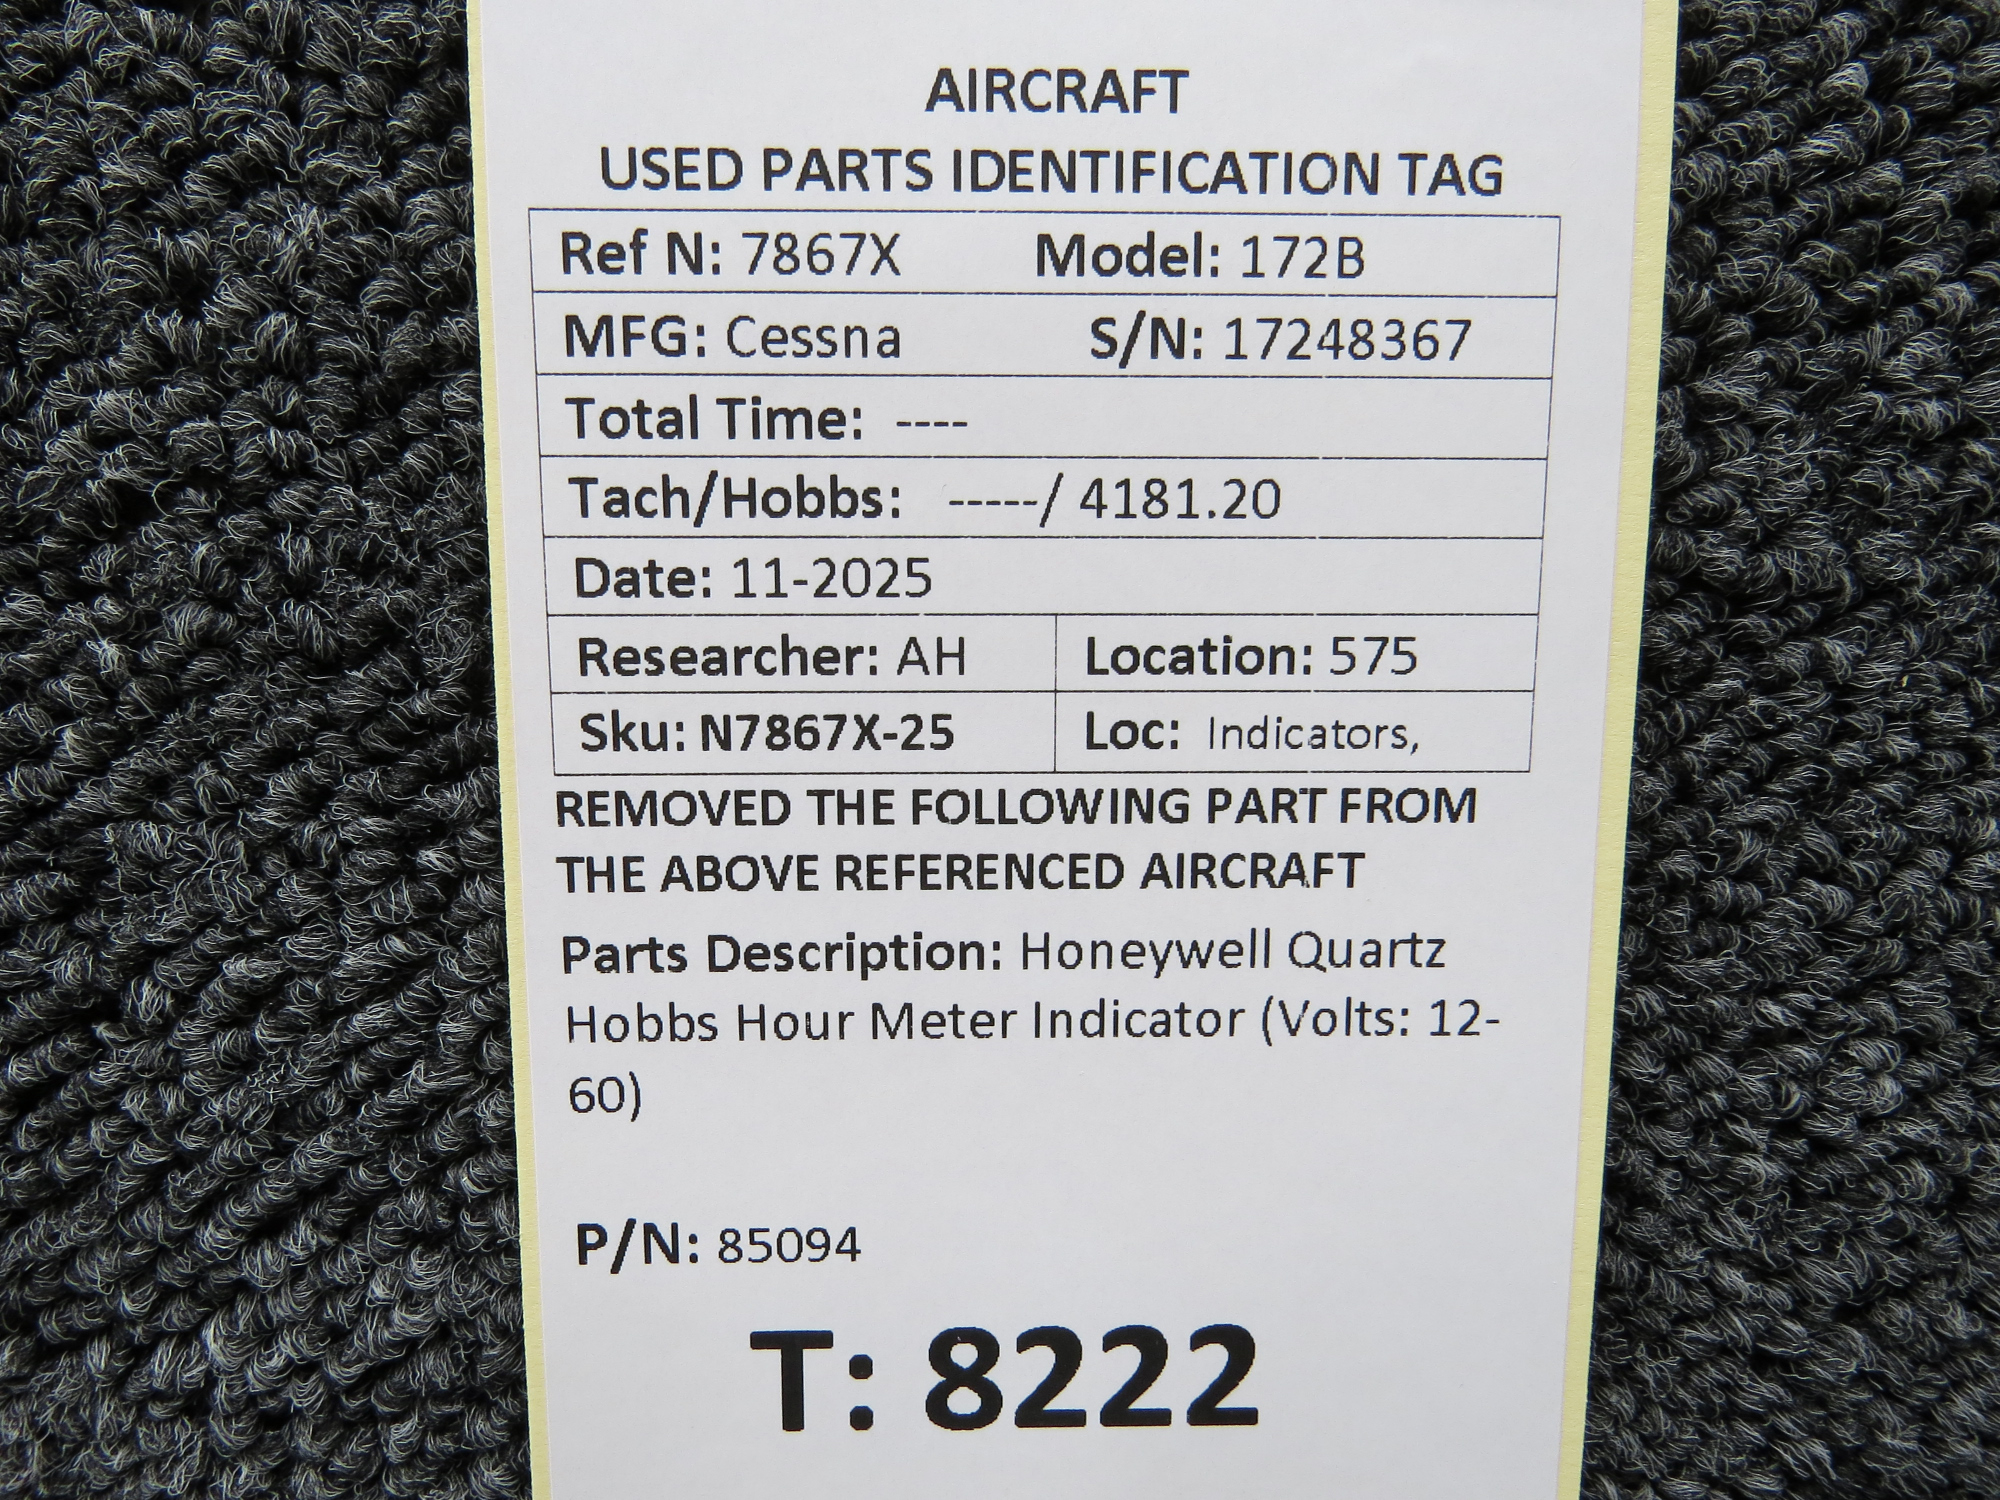 AIRCRAFT
USED PARTS IDENTIFICATION TAG
Ref N: 7867X Model: 172B
MFG: Cessna S/N: 17248367
Total Time: ----
Tach/Hobbs: -----/ 4181.20
Date: 11-2025
Researcher: AH Location: 575
Sku: N7867X-25 Loc: Indicators,
REMOVED THE FOLLOWING PART FROM
THE ABOVE REFERENCED AIRCRAFT
Parts Description: Honeywell Quartz
Hobbs Hour Meter Indicator (Volts: 12-
60)
P/N: 85094
T: 8222